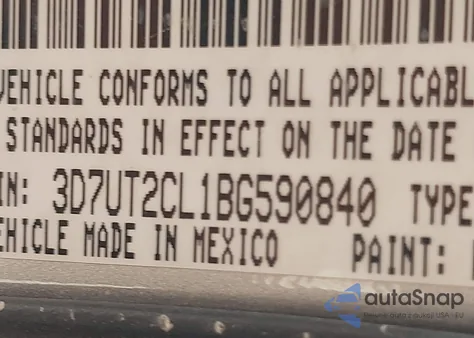 VEHICLE CONFORMS TO ALL APPLICABL
STANDARDS IN EFFECT ON THE DATE
IN: 3D7UT2CL1BG590840 TYPE
EHICLE MADE IN MEXICO PAINT:
autaSnap